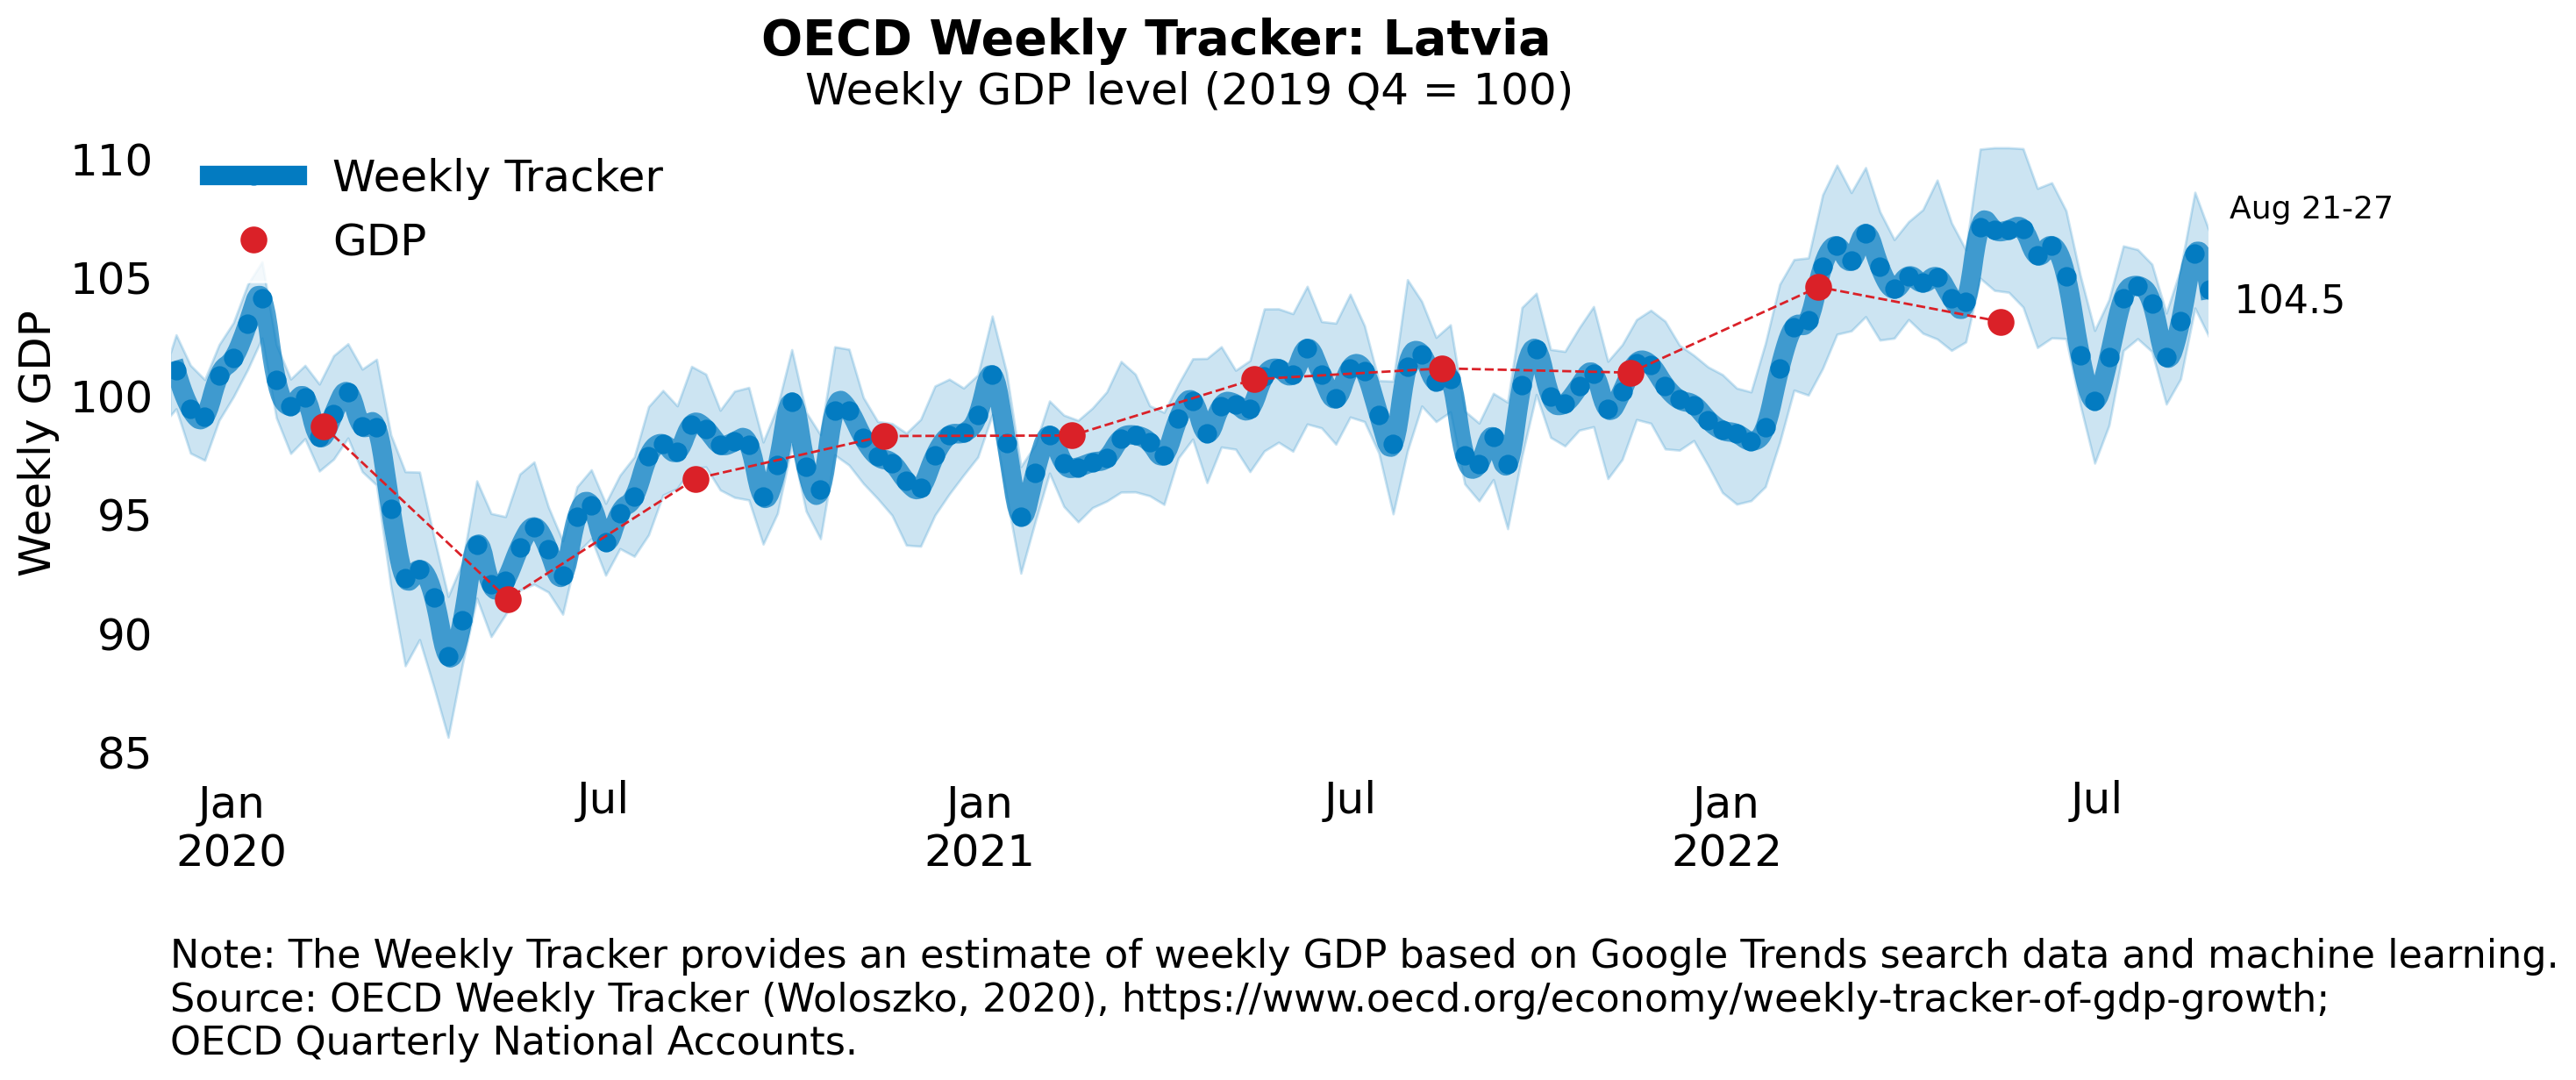 OECD Weekly Tracker: Latvia
Weekly GDP level (2019 Q4 = 100)
Weekly GDP
110
105
100
95
90
85
Weekly Tracker
GDP
Aug 21-27
104.5
Jan
2020
Jul
Jan
2021
Jul
Jan
2022
Jul
Note: The Weekly Tracker provides an estimate of weekly GDP based on Google Trends search data and machine learning.
Source: OECD Weekly Tracker (Woloszko, 2020), https://www.oecd.org/economy/weekly-tracker-of-gdp-growth;
OECD Quarterly National Accounts.